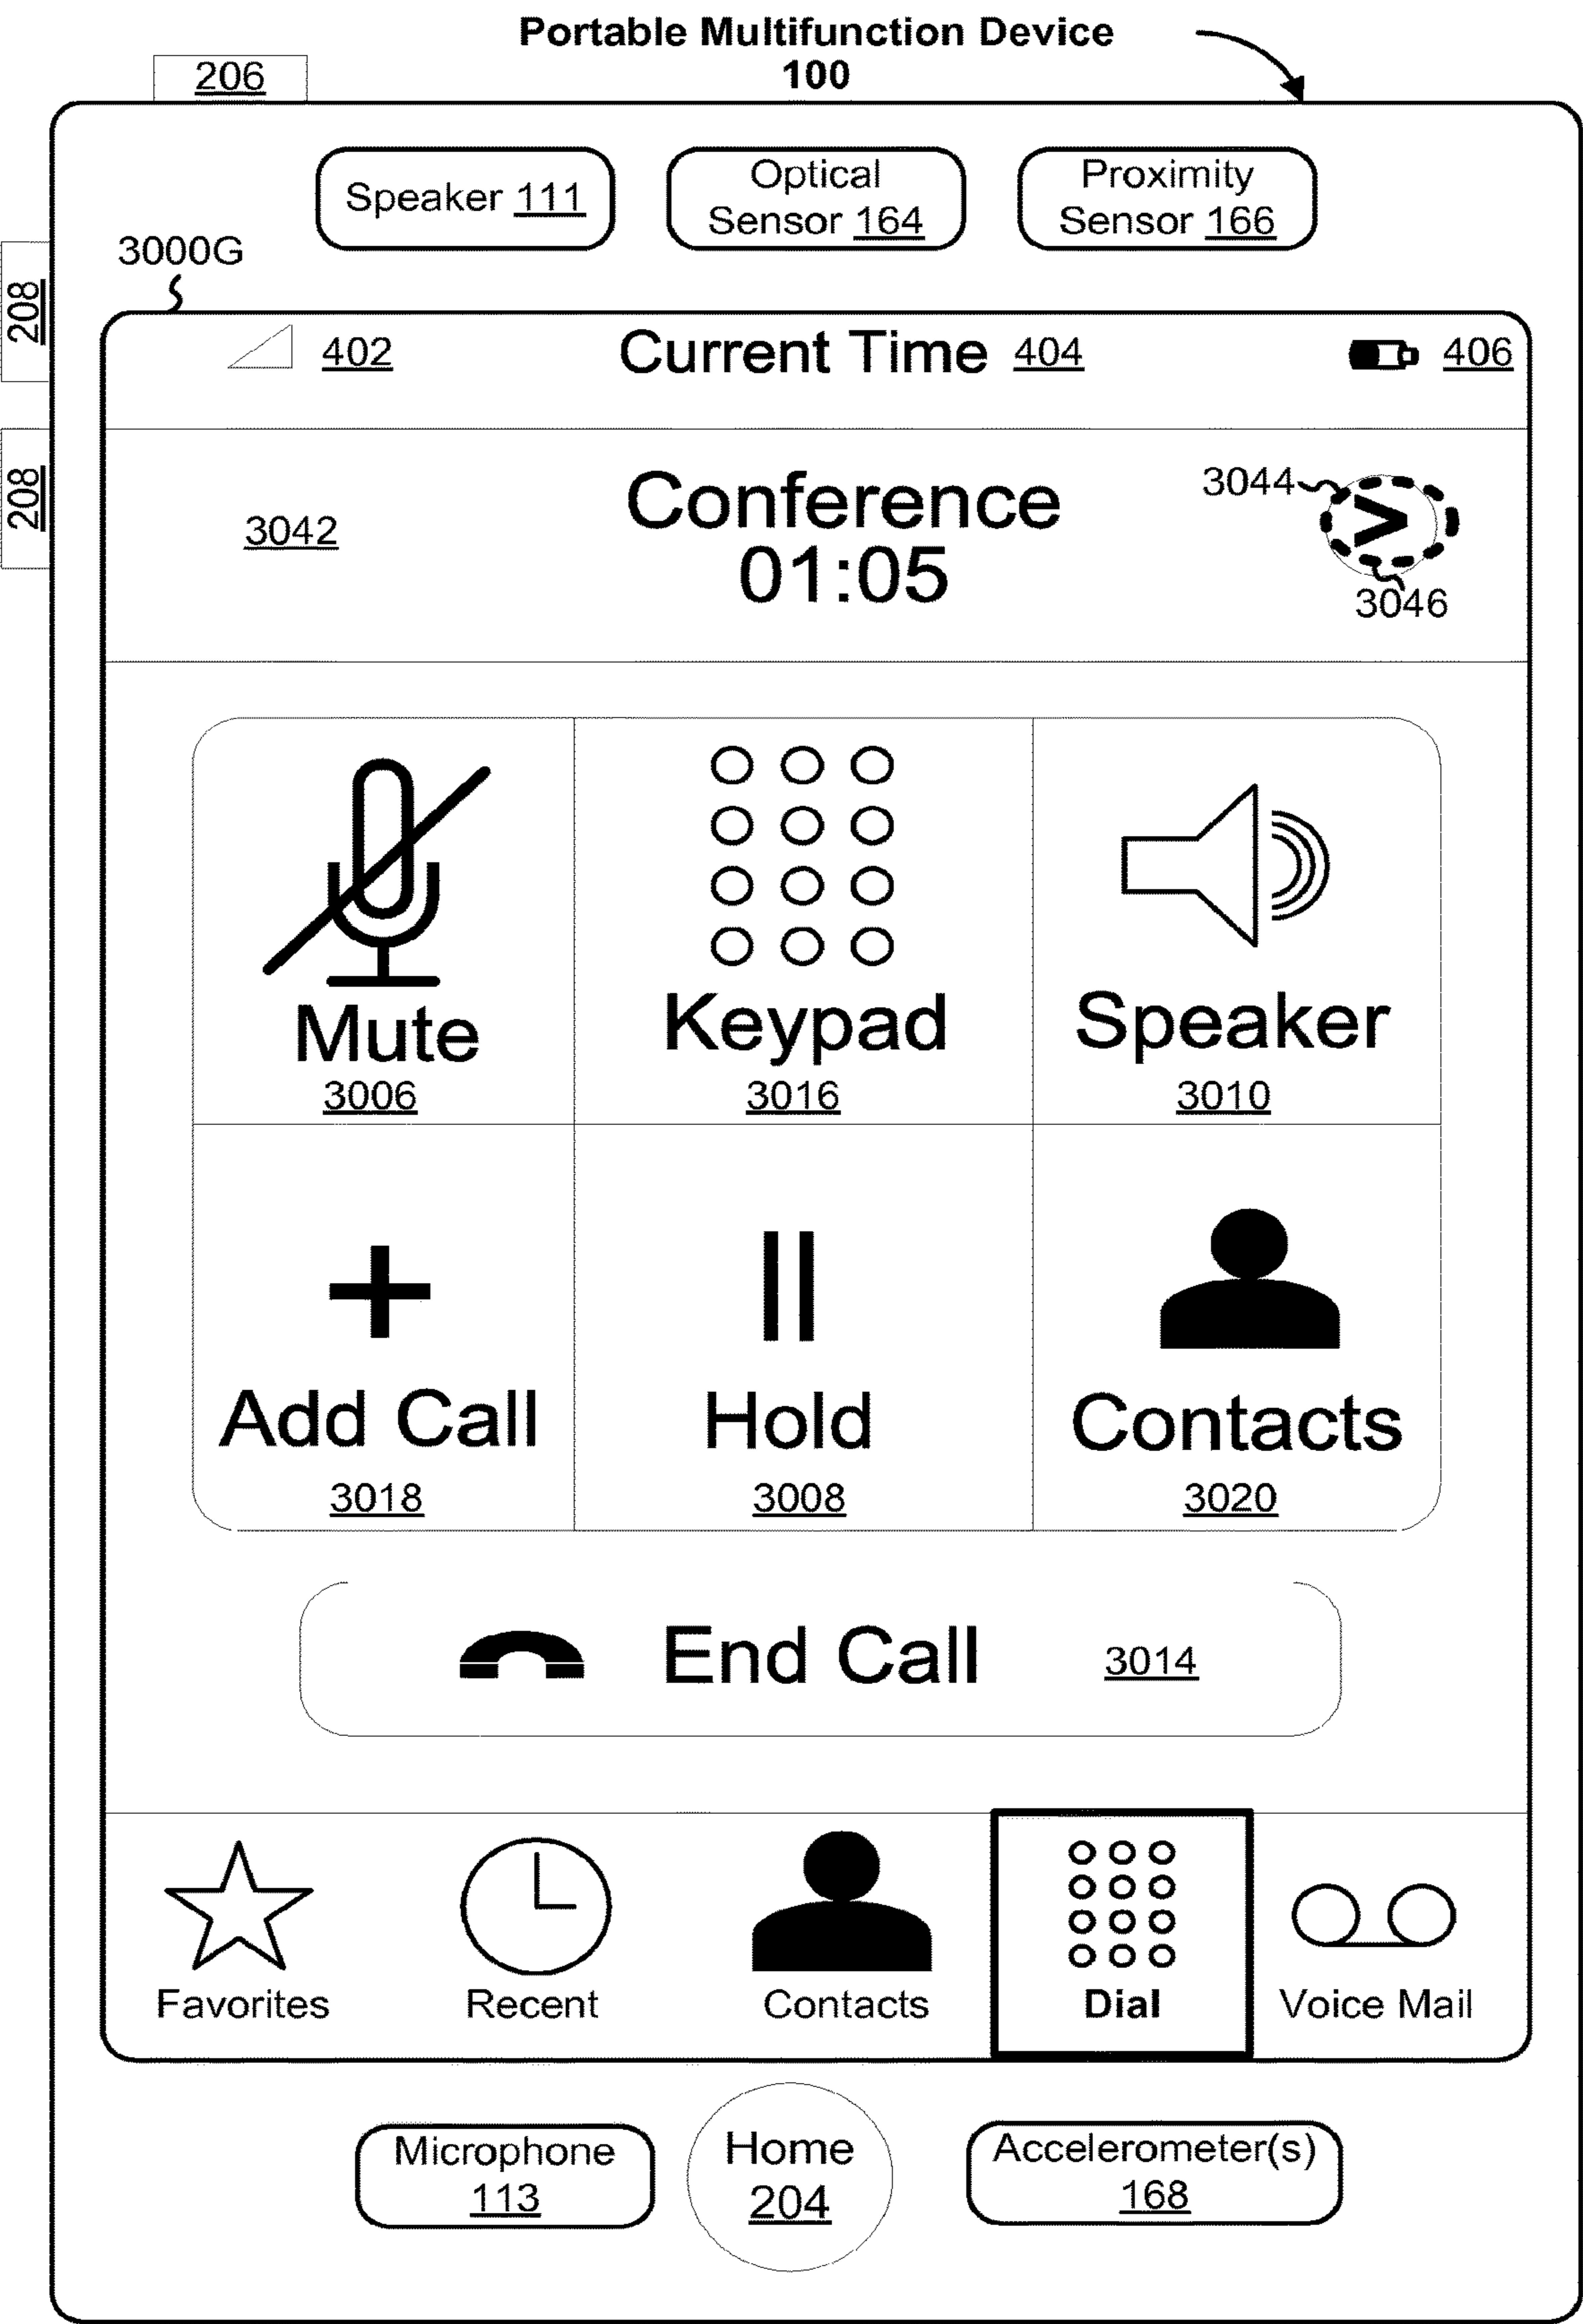 Portable Multifunction Device
100
206
Speaker 111
Optical
Sensor 164
Proximity
Sensor 166
3000G
208
402
Current Time 404
406
208
3042
Conference
01:05
3044
>
3046
Mute
3006
Keypad
3016
Speaker
3010
Add Call
3018
Hold
3008
Contacts
3020
End Call 3014
Favorites
Recent
Contacts
Dial
Voice Mail
Microphone
113
Home
204
Accelerometer(s)
168